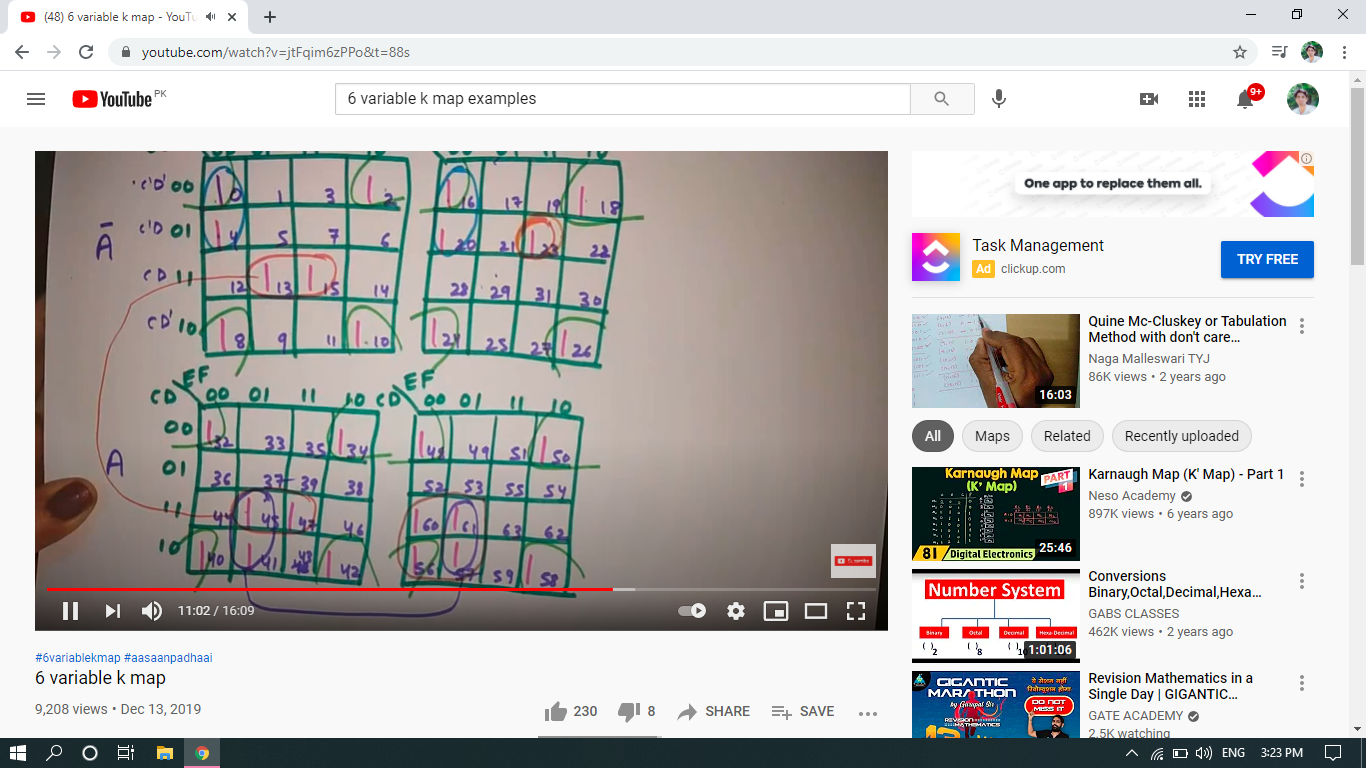 (48) 6 variable k map - YouTu
youtube.com/watch?v=jtFqim6zPPo&t=88s
YouTube PK
6 variable k map examples
9+
C'D' 00 1 0 1 3 1 2
1 16 17 19 1 18
Ā C'D 01 1 4 5 7 6
1 20 21 1 23 22
CD 11 12 1 13 1 15 14
28 29 31 30
CD' 10 1 8 9 11 1 10
1 24 25 27 1 26
CD EF 00 01 11 10
CD EF 00 01 11 10
00 1 32 33 35 1 34
1 48 49 51 1 50
A 01 36 37 39 38
52 53 55 54
11 44 1 45 1 47 46
1 60 1 61 63 62
10 1 40 1 41 43 1 42
1 56 1 57 59 1 58
11:02 / 16:09
#6variablekmap #aasaanpadhaai
6 variable k map
9,208 views • Dec 13, 2019
230
8
SHARE
SAVE
One app to replace them all.
Task Management
Ad clickup.com
TRY FREE
16:03
Quine Mc-Cluskey or Tabulation
Method with don't care...
Naga Malleswari TYJ
86K views • 2 years ago
All
Maps
Related
Recently uploaded
Karnaugh Map
(K' Map)
PART 1
81 Digital Electronics
25:46
Karnaugh Map (K' Map) - Part 1
Neso Academy
897K views • 6 years ago
Number System
Binary
Octal
Decimal
Hexa-Decimal
( )2
( )8
1:01:06
Conversions
Binary,Octal,Decimal,Hexa...
GABS CLASSES
462K views • 2 years ago
GIGANTIC
MARATHON
by Gurupal Sir
REVISION
MATHEMATICS
DO NOT
MISS IT
Revision Mathematics in a
Single Day | GIGANTIC...
GATE ACADEMY
2.5K watching
ENG
3:23 PM